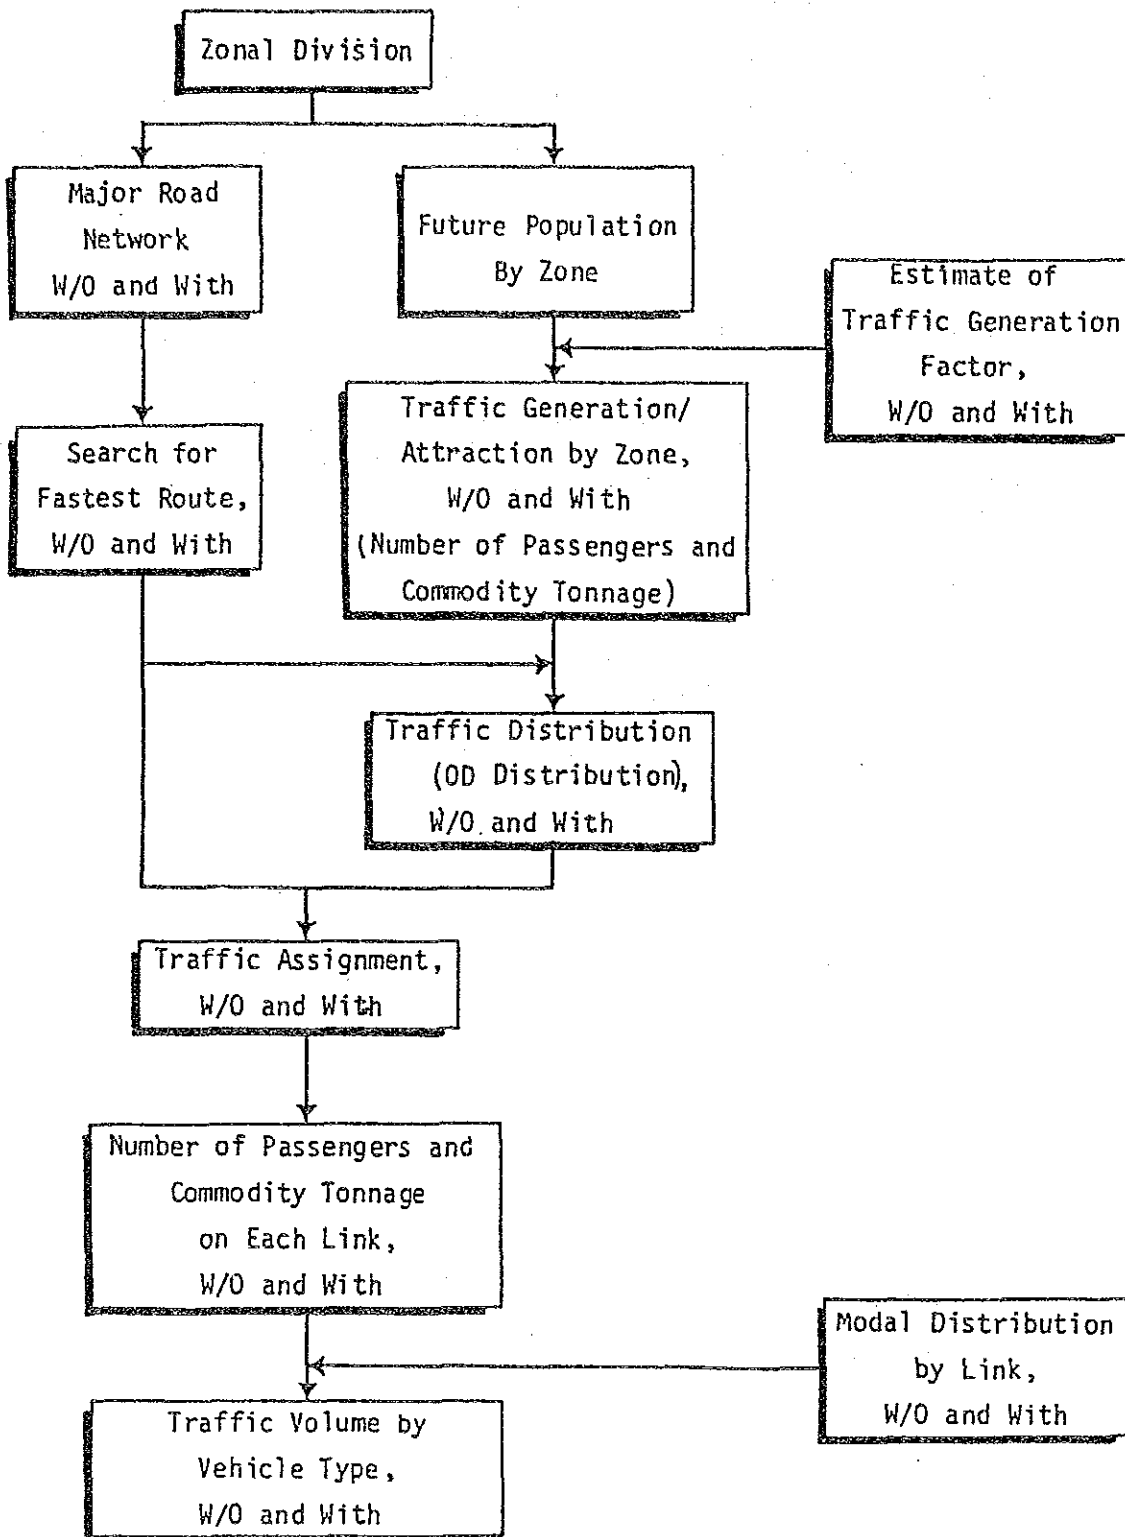 Zonal Division
Major Road
Network
W/O and With
Future Population
By Zone
Estimate of
Traffic Generation
Factor,
W/O and With
Search for
Fastest Route,
W/O and With
Traffic Generation/
Attraction by Zone,
W/O and With
(Number of Passengers and
Commodity Tonnage)
Traffic Distribution
(OD Distribution),
W/O and With
Traffic Assignment,
W/O and With
Number of Passengers and
Commodity Tonnage
on Each Link,
W/O and With
Modal Distribution
by Link,
W/O and With
Traffic Volume by
Vehicle Type,
W/O and With